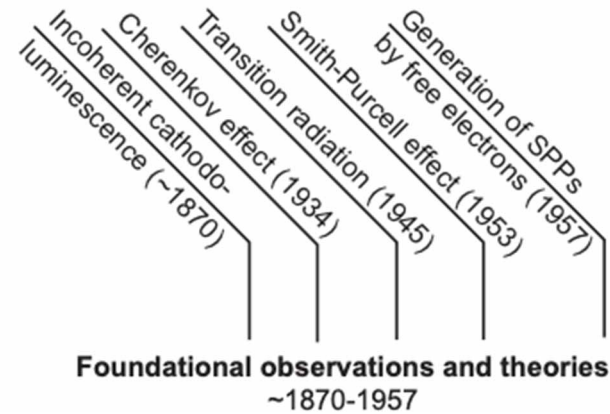 Incoherent cathodo-
luminescence (~1870)
Cherenkov effect (1934)
Transition radiation (1945)
Smith-Purcell effect (1953)
Generation of SPPs
by free electrons (1957)
Foundational observations and theories
~1870-1957